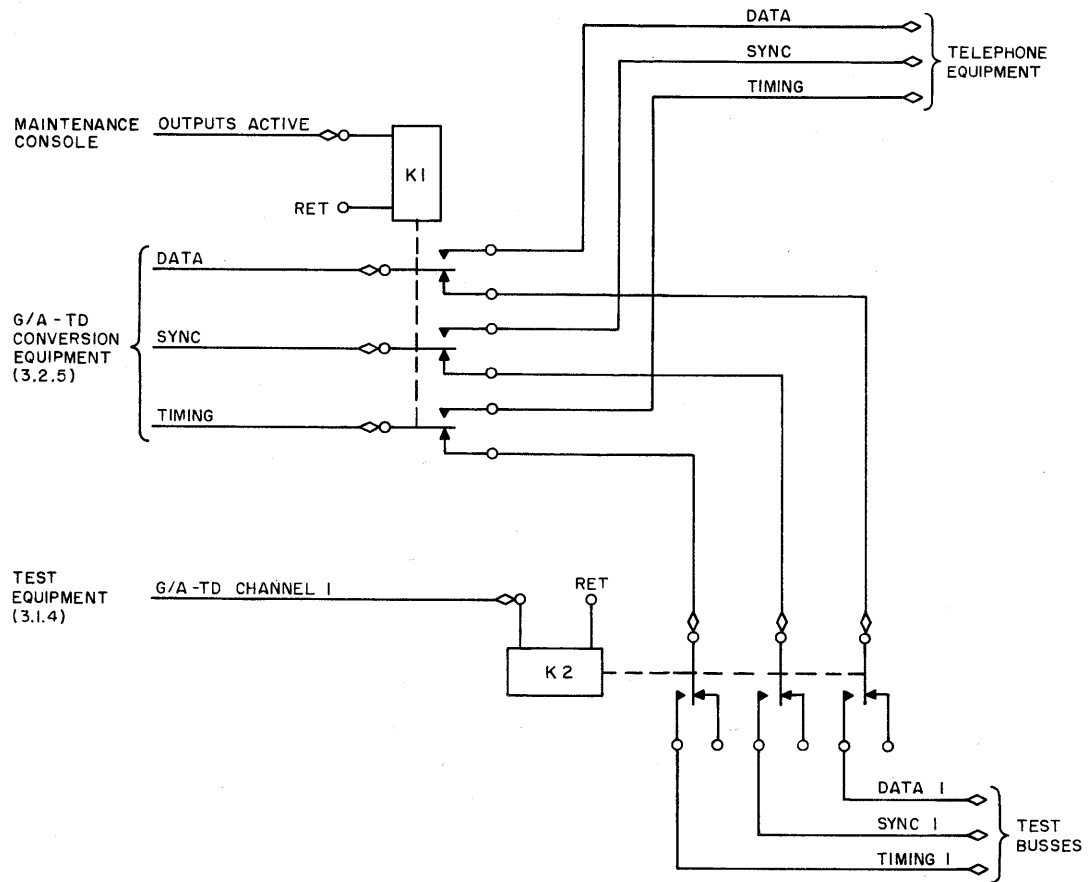 DATA
SYNC
TIMING
TELEPHONE
EQUIPMENT
MAINTENANCE
CONSOLE
OUTPUTS ACTIVE
K1
RET
G/A-TD
CONVERSION
EQUIPMENT
(3.2.5)
DATA
SYNC
TIMING
TEST
EQUIPMENT
(3.1.4)
G/A-TD CHANNEL 1
RET
K2
DATA 1
SYNC 1
TIMING 1
TEST
BUSSES